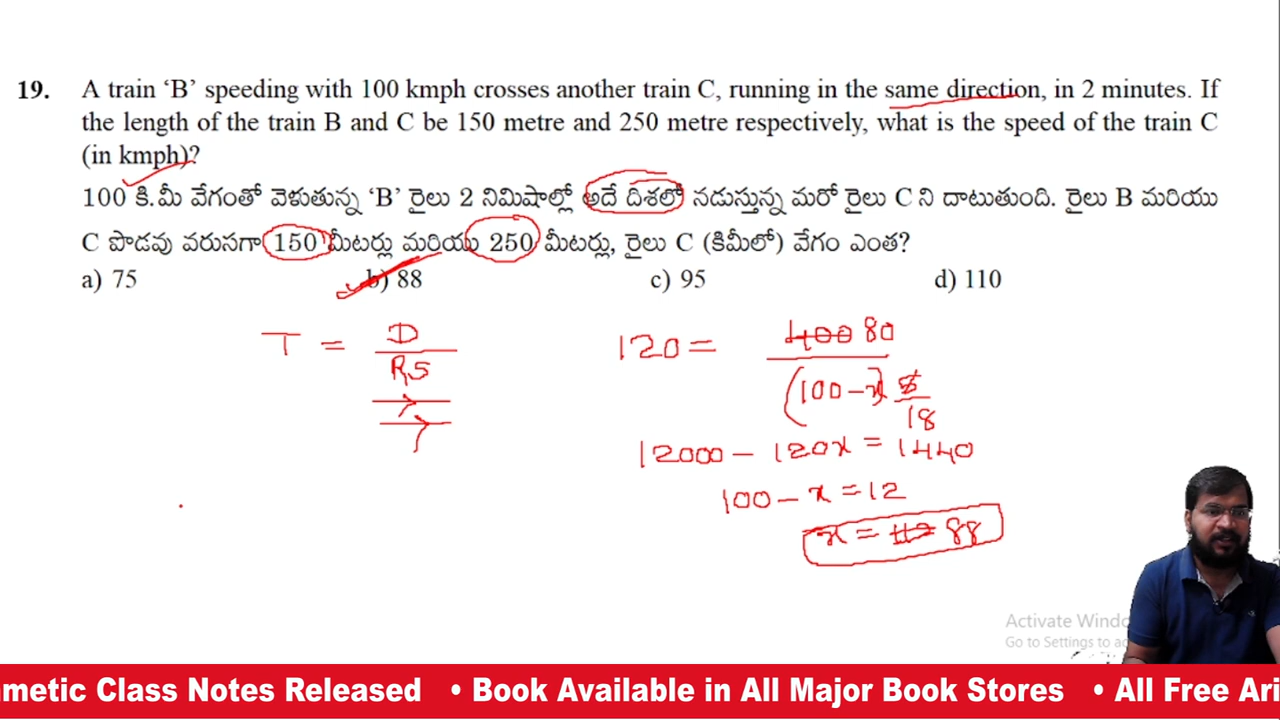 19. A train ‘B’ speeding with 100 kmph crosses another train C, running in the same direction, in 2 minutes. If
the length of the train B and C be 150 metre and 250 metre respectively, what is the speed of the train C
(in kmph)?
100 కి.మీ వేగంతో వెళుతున్న ‘B’ రైలు 2 నిమిషాల్లో అదే దిశలో నడుస్తున్న మరో రైలు C ని దాటుతుంది. రైలు B మరియు
C పొడవు వరుసగా 150 మీటర్లు మరియు 250 మీటర్లు, రైలు C (కిమీలో) వేగం ఎంత?
a) 75 b) 88 c) 95 d) 110
T = D / RS
120 = 400 80 / (100 - x) 5/18
12000 - 120x = 1440
100 - x = 12
x = 112 88
Activate Windo
Go to Settings to a
metic Class Notes Released • Book Available in All Major Book Stores • All Free Ari